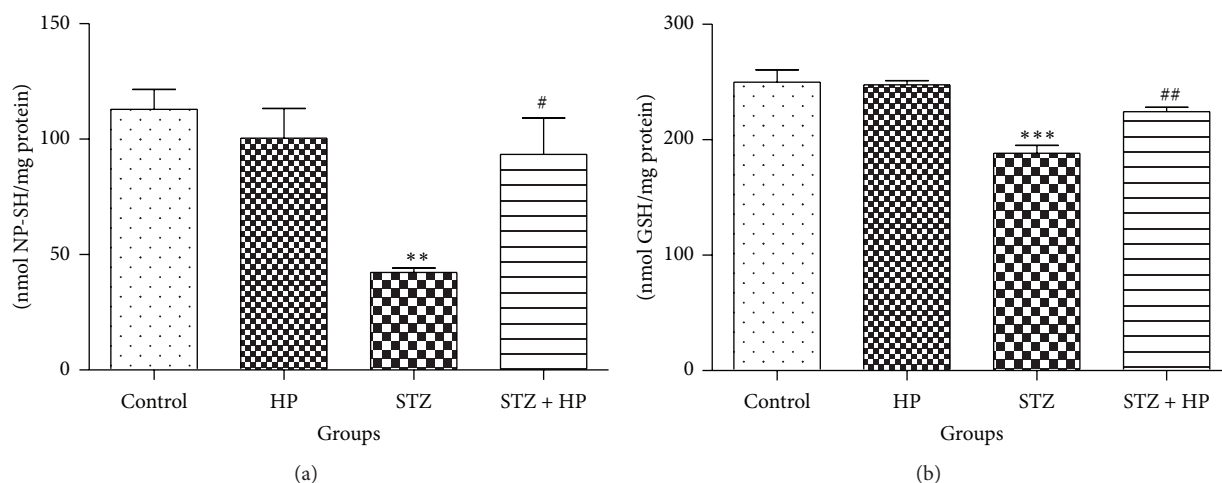 (nmol NP-SH/mg protein)
150
100
50
0
**
#
Control HP STZ STZ + HP
Groups
(a)
(nmol GSH/mg protein)
300
200
100
0
***
##
Control HP STZ STZ + HP
Groups
(b)